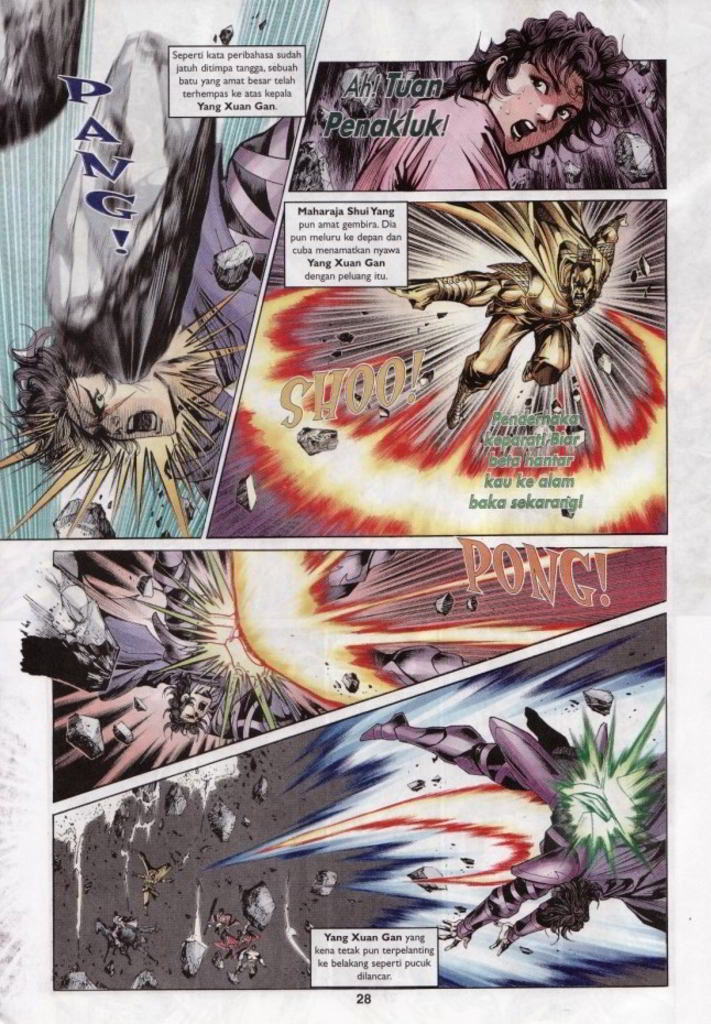 Seperti kata peribahasa sudah
jatuh ditimpa tangga, sebuah
batu yang amat besar telah
terhempas ke atas kepala
Yang Xuan Gan.
PANG!
Ah! Tuan
Penakluk!
Maharaja Shui Yang
pun amat gembira. Dia
pun meluru ke depan dan
cuba menamatkan nyawa
Yang Xuan Gan
dengan peluang itu.
SHOO!
Penderhaka
keparat! Biar
beta hantar
kau ke alam
baka sekarang!
PONG!
Yang Xuan Gan yang
kena tetak pun terpelanting
ke belakang seperti pucuk
dilancar.
28